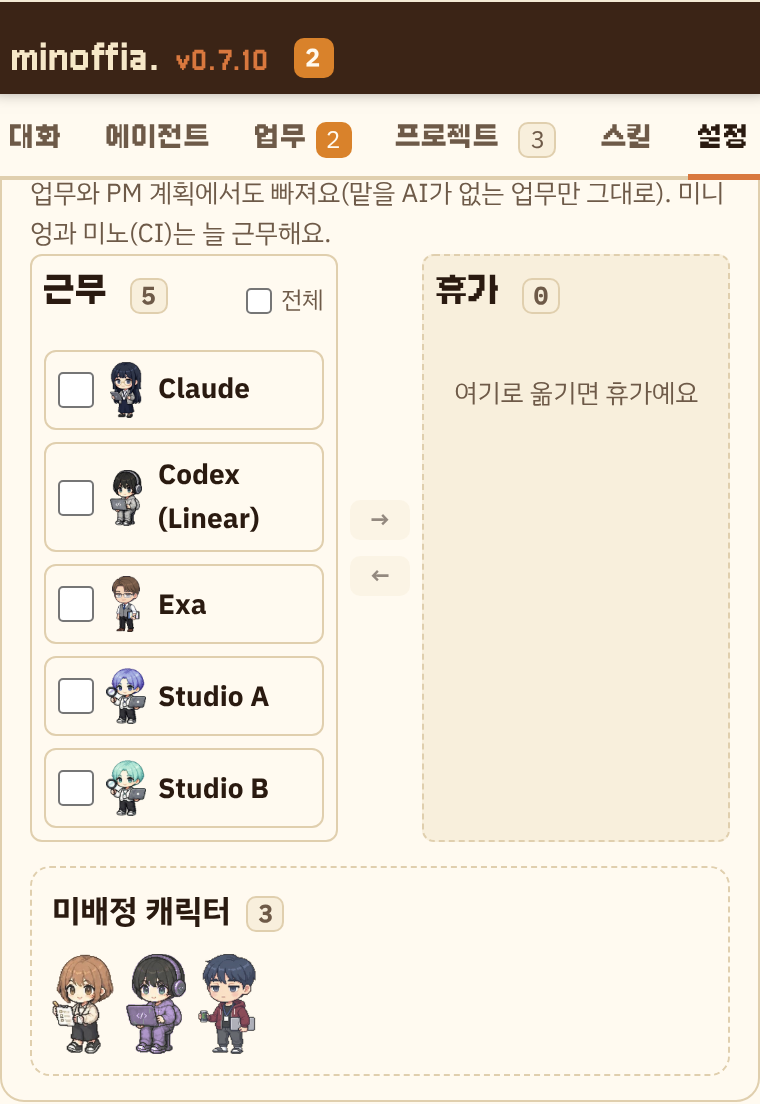 minoffia. v0.7.10 2
대화 에이전트 업무 2 프로젝트 3 스킬 설정
업무와 PM 계획에서도 빠져요(맡을 AI가 없는 업무만 그대로). 미니
엉과 미노(CI)는 늘 근무해요.
근무 5 전체
Claude
Codex
(Linear)
Exa
Studio A
Studio B
→
←
휴가 0
여기로 옮기면 휴가예요
미배정 캐릭터 3